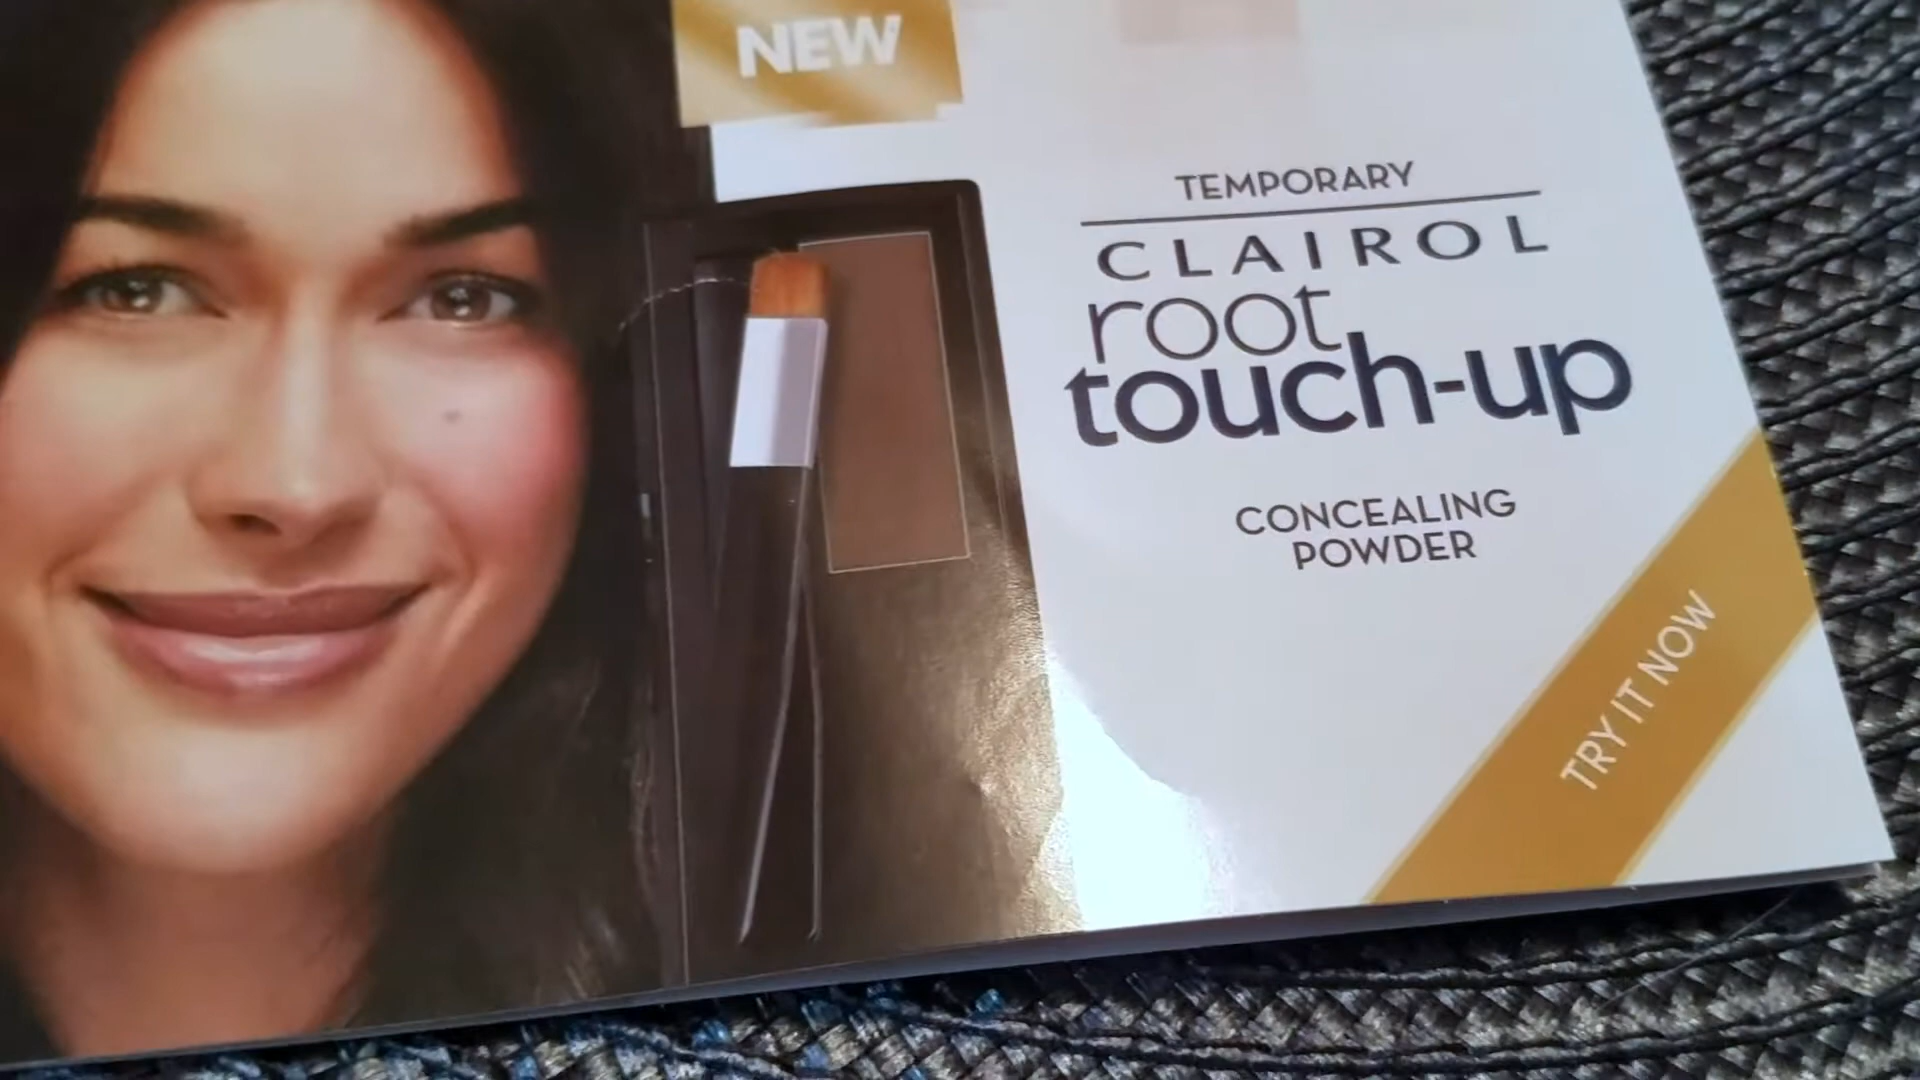 NEW
TEMPORARY
CLAIROL
root
touch-up
CONCEALING
POWDER
TRY IT NOW